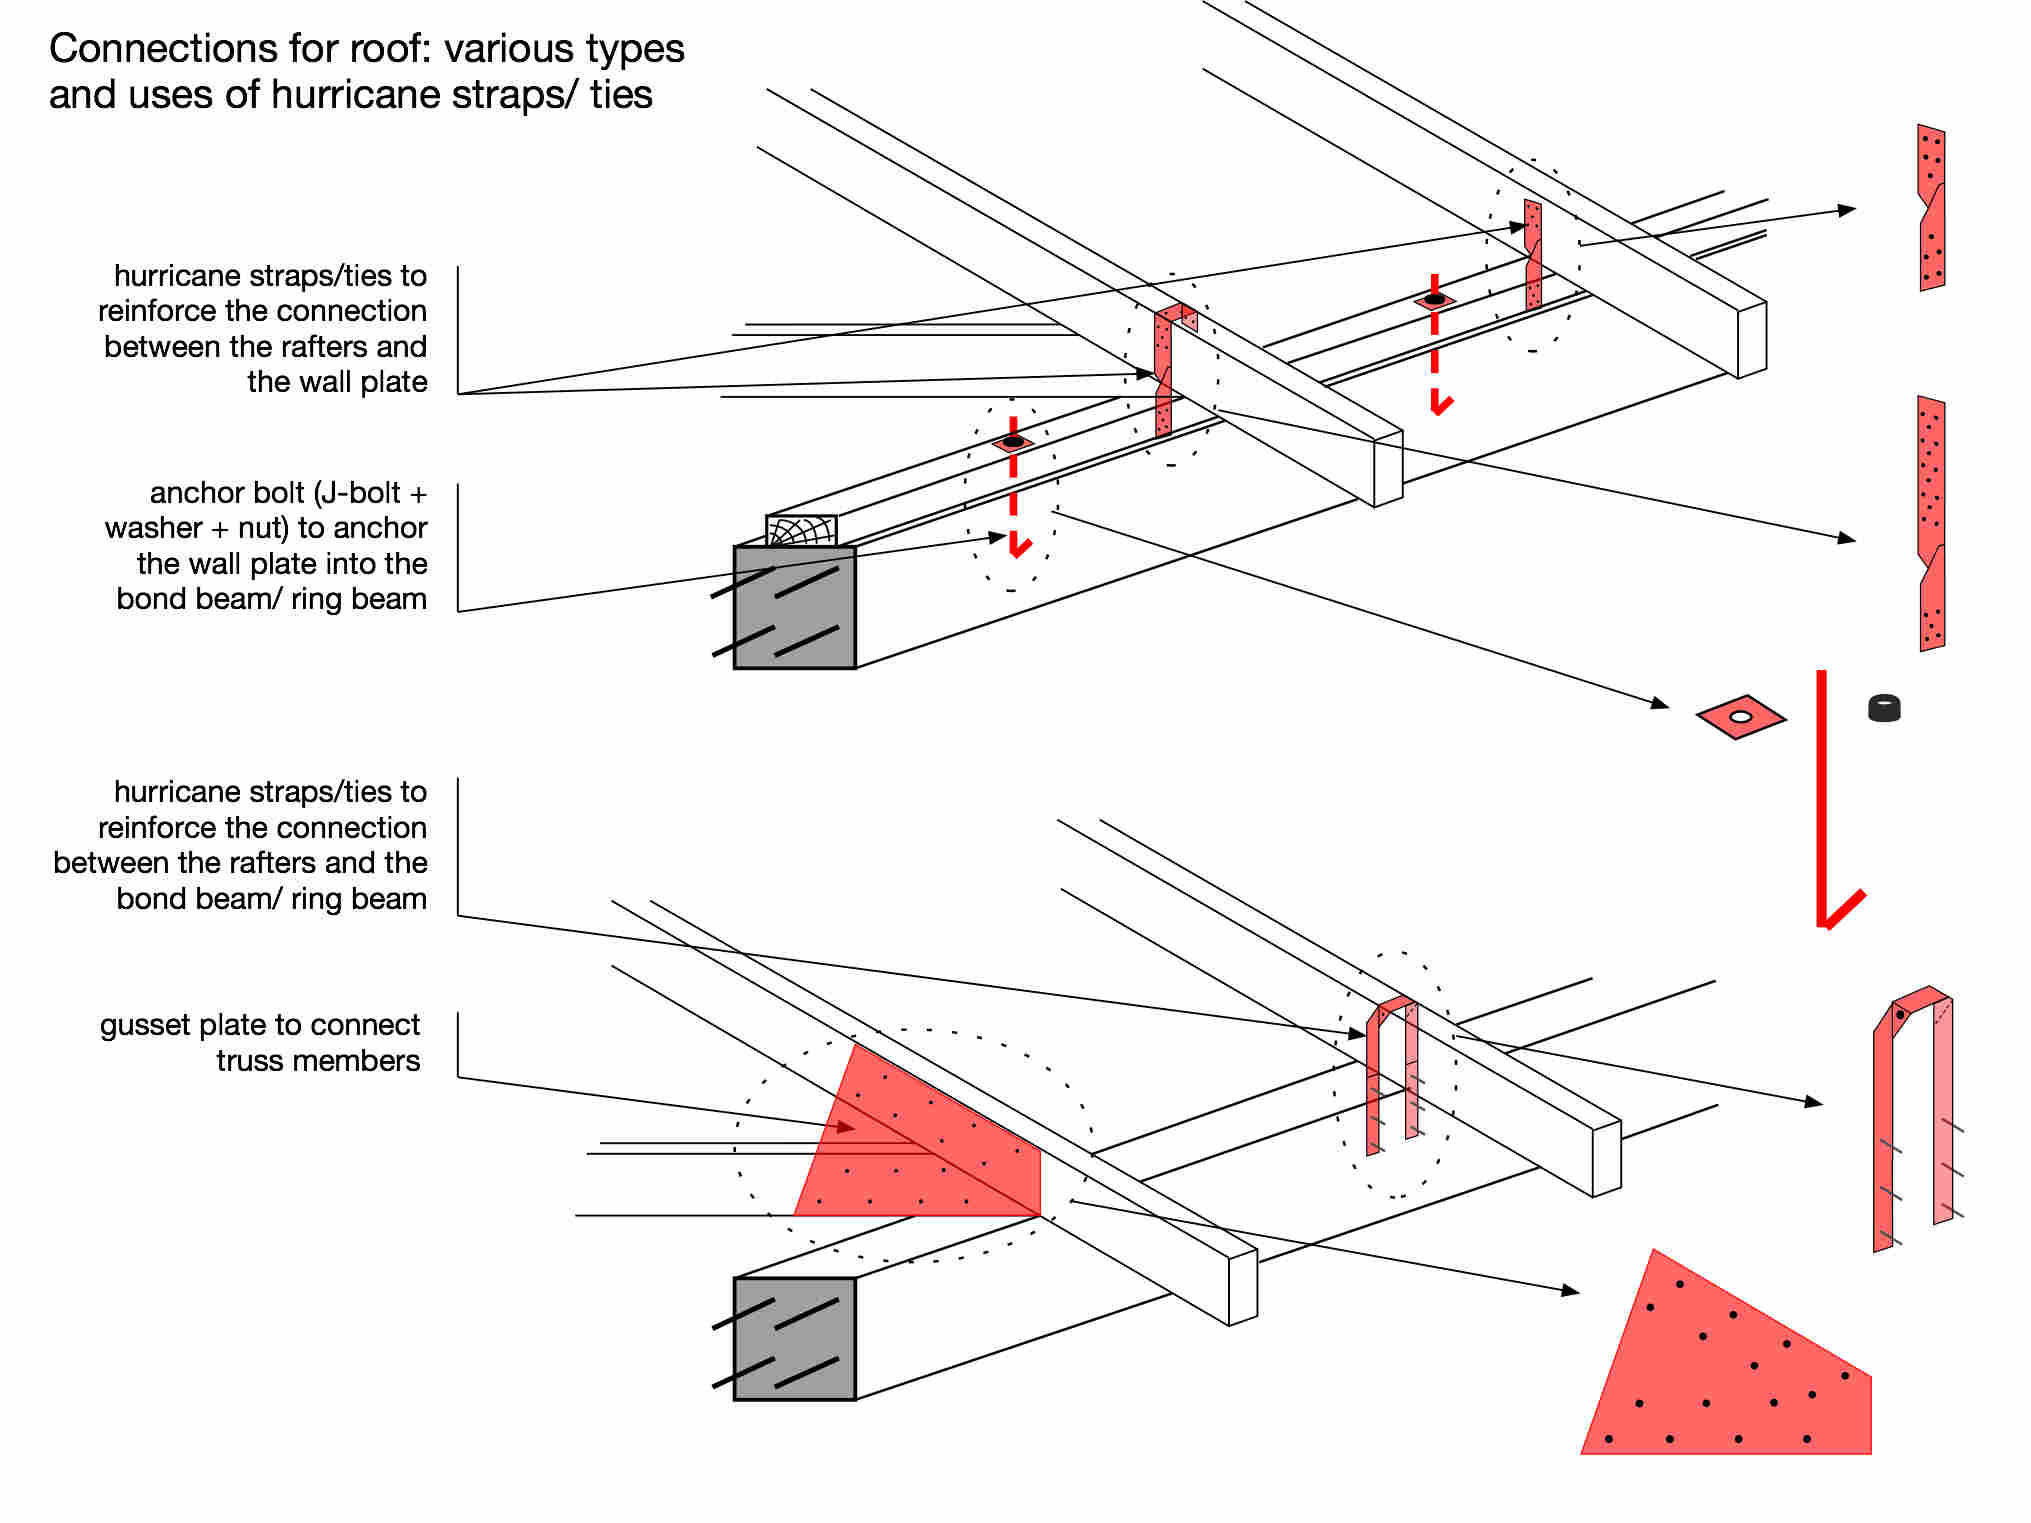 Connections for roof: various types
and uses of hurricane straps/ ties
hurricane straps/ties to
reinforce the connection
between the rafters and
the wall plate
anchor bolt (J-bolt +
washer + nut) to anchor
the wall plate into the
bond beam/ ring beam
hurricane straps/ties to
reinforce the connection
between the rafters and the
bond beam/ ring beam
gusset plate to connect
truss members